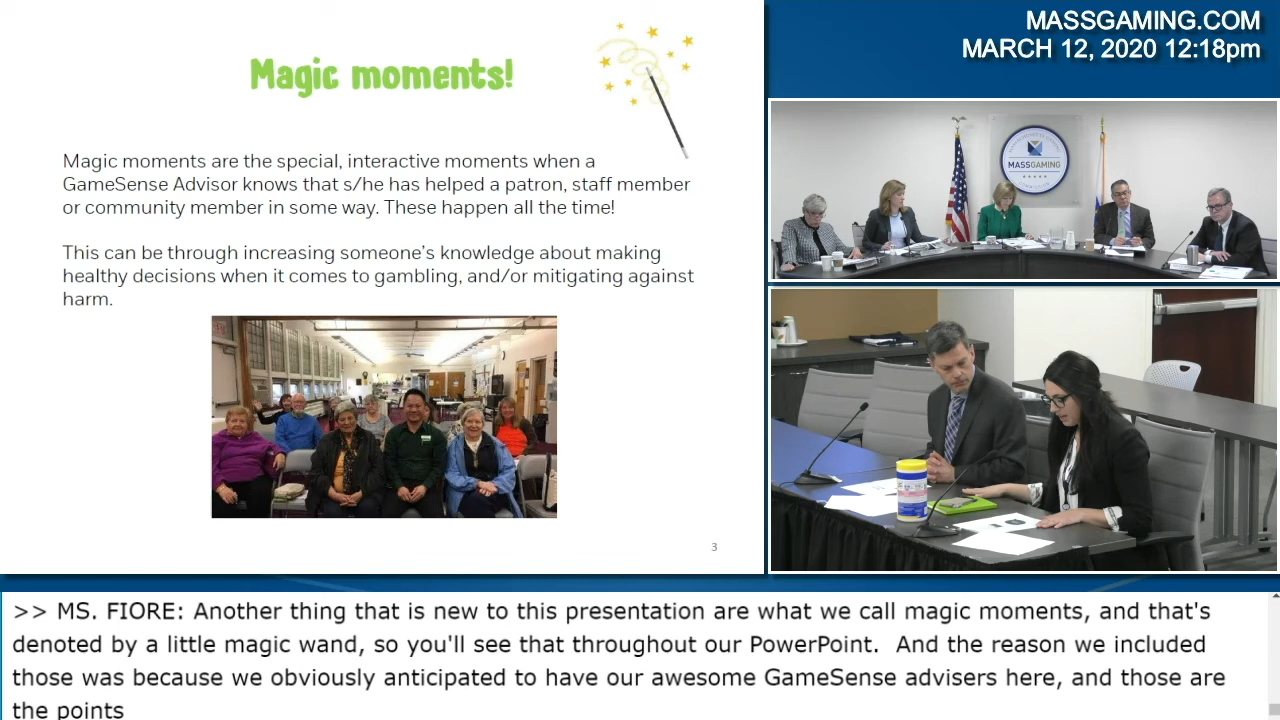 MASSGAMING.COM
MARCH 12, 2020 12:18pm
Magic moments!
Magic moments are the special, interactive moments when a
GameSense Advisor knows that s/he has helped a patron, staff member
or community member in some way. These happen all the time!
This can be through increasing someone's knowledge about making
healthy decisions when it comes to gambling, and/or mitigating against
harm.
3
MASSGAMING
>> MS. FIORE: Another thing that is new to this presentation are what we call magic moments, and that's
denoted by a little magic wand, so you'll see that throughout our PowerPoint.  And the reason we included
those was because we obviously anticipated to have our awesome GameSense advisers here, and those are
the points